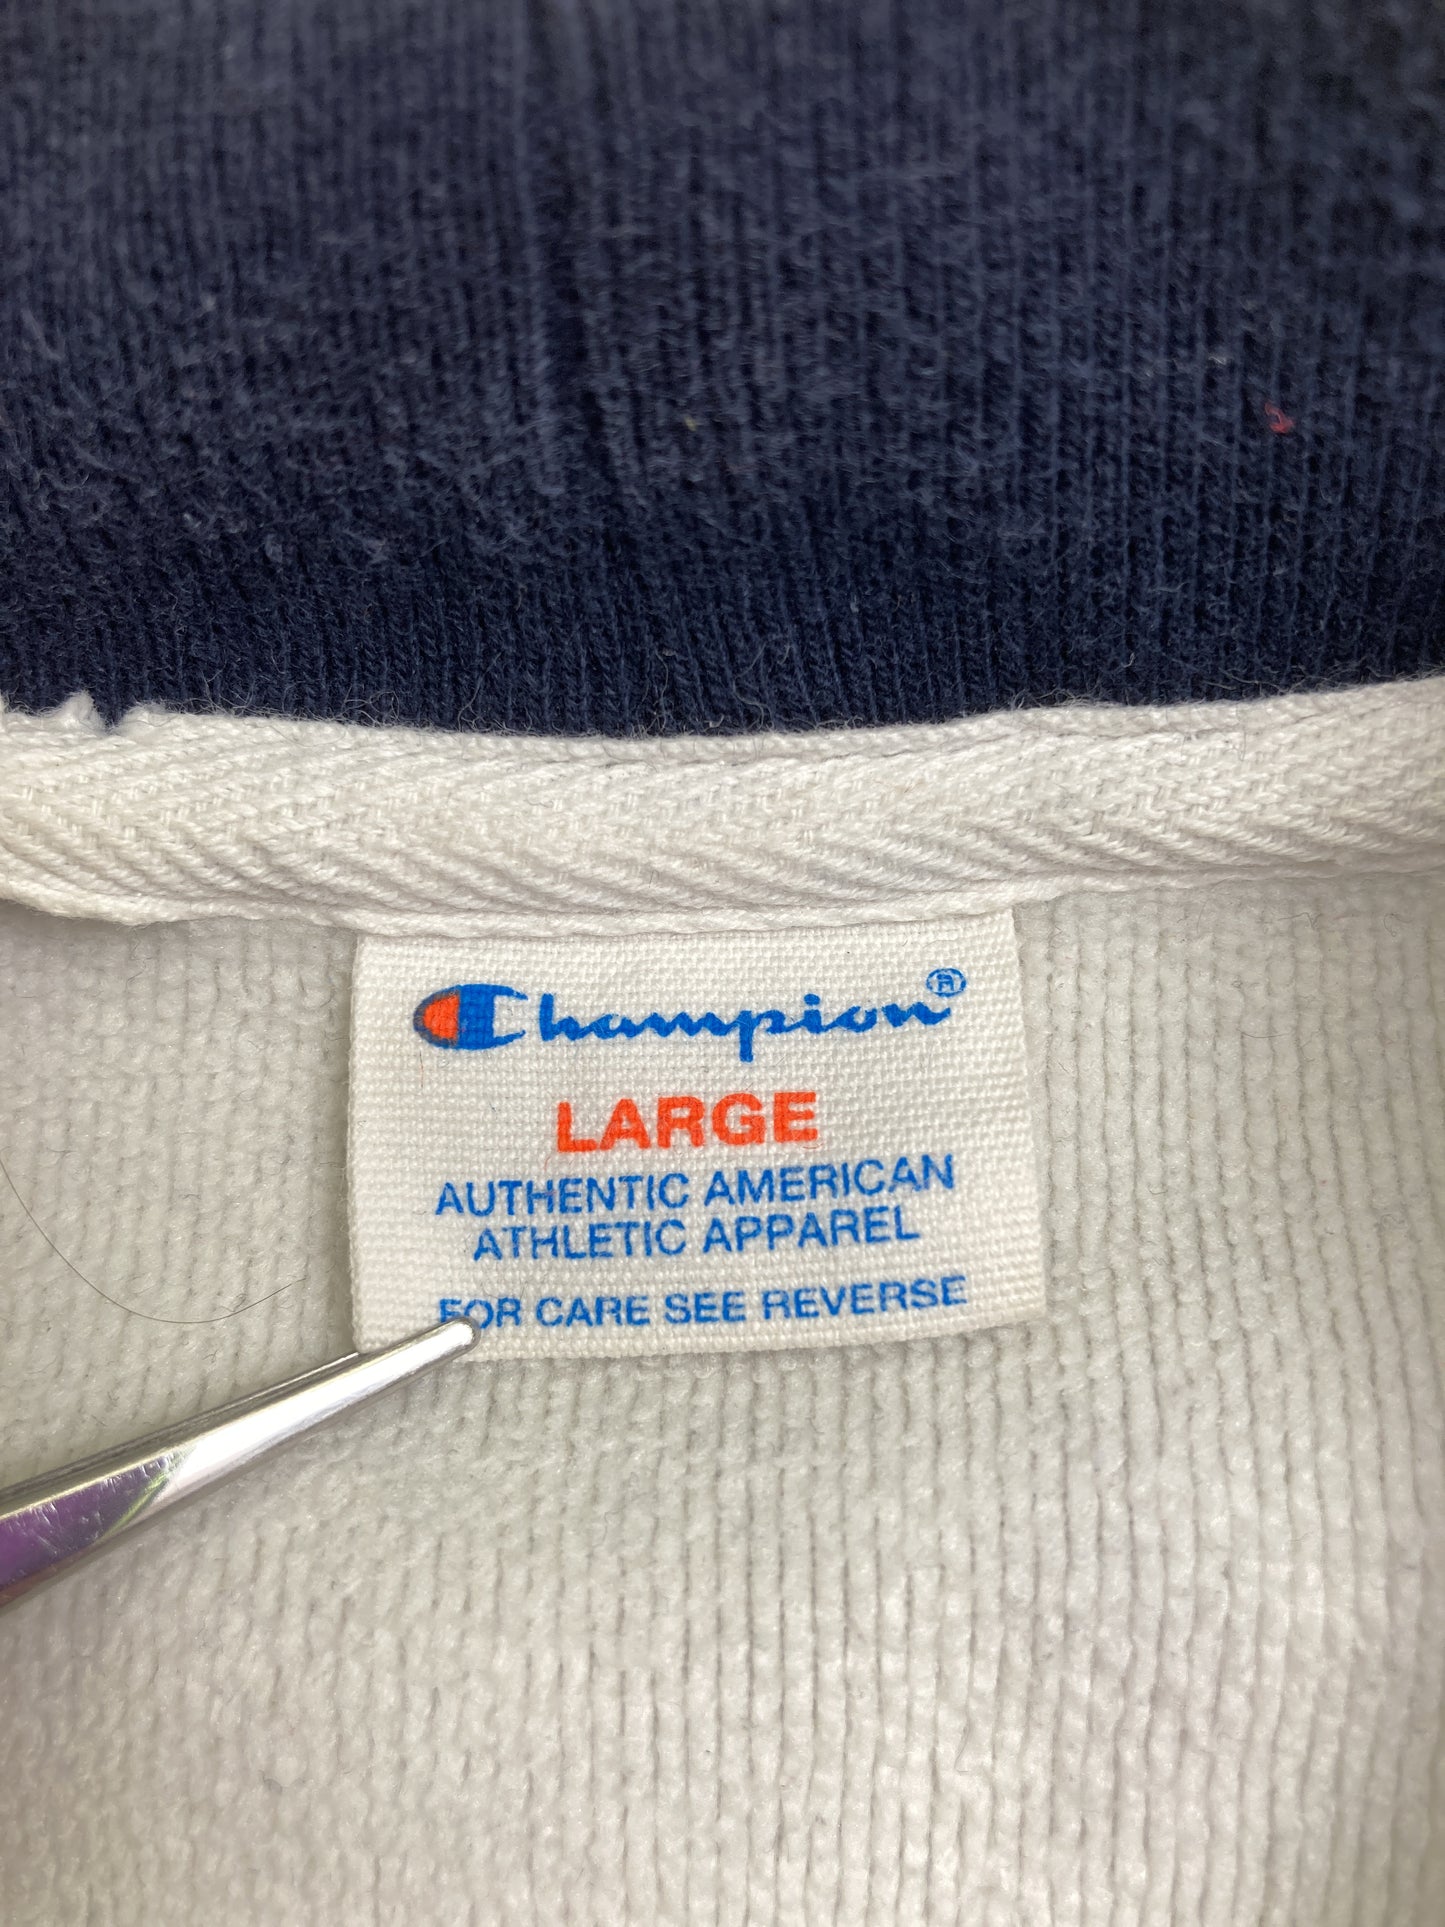 Champion®
LARGE
AUTHENTIC AMERICAN
ATHLETIC APPAREL
FOR CARE SEE REVERSE